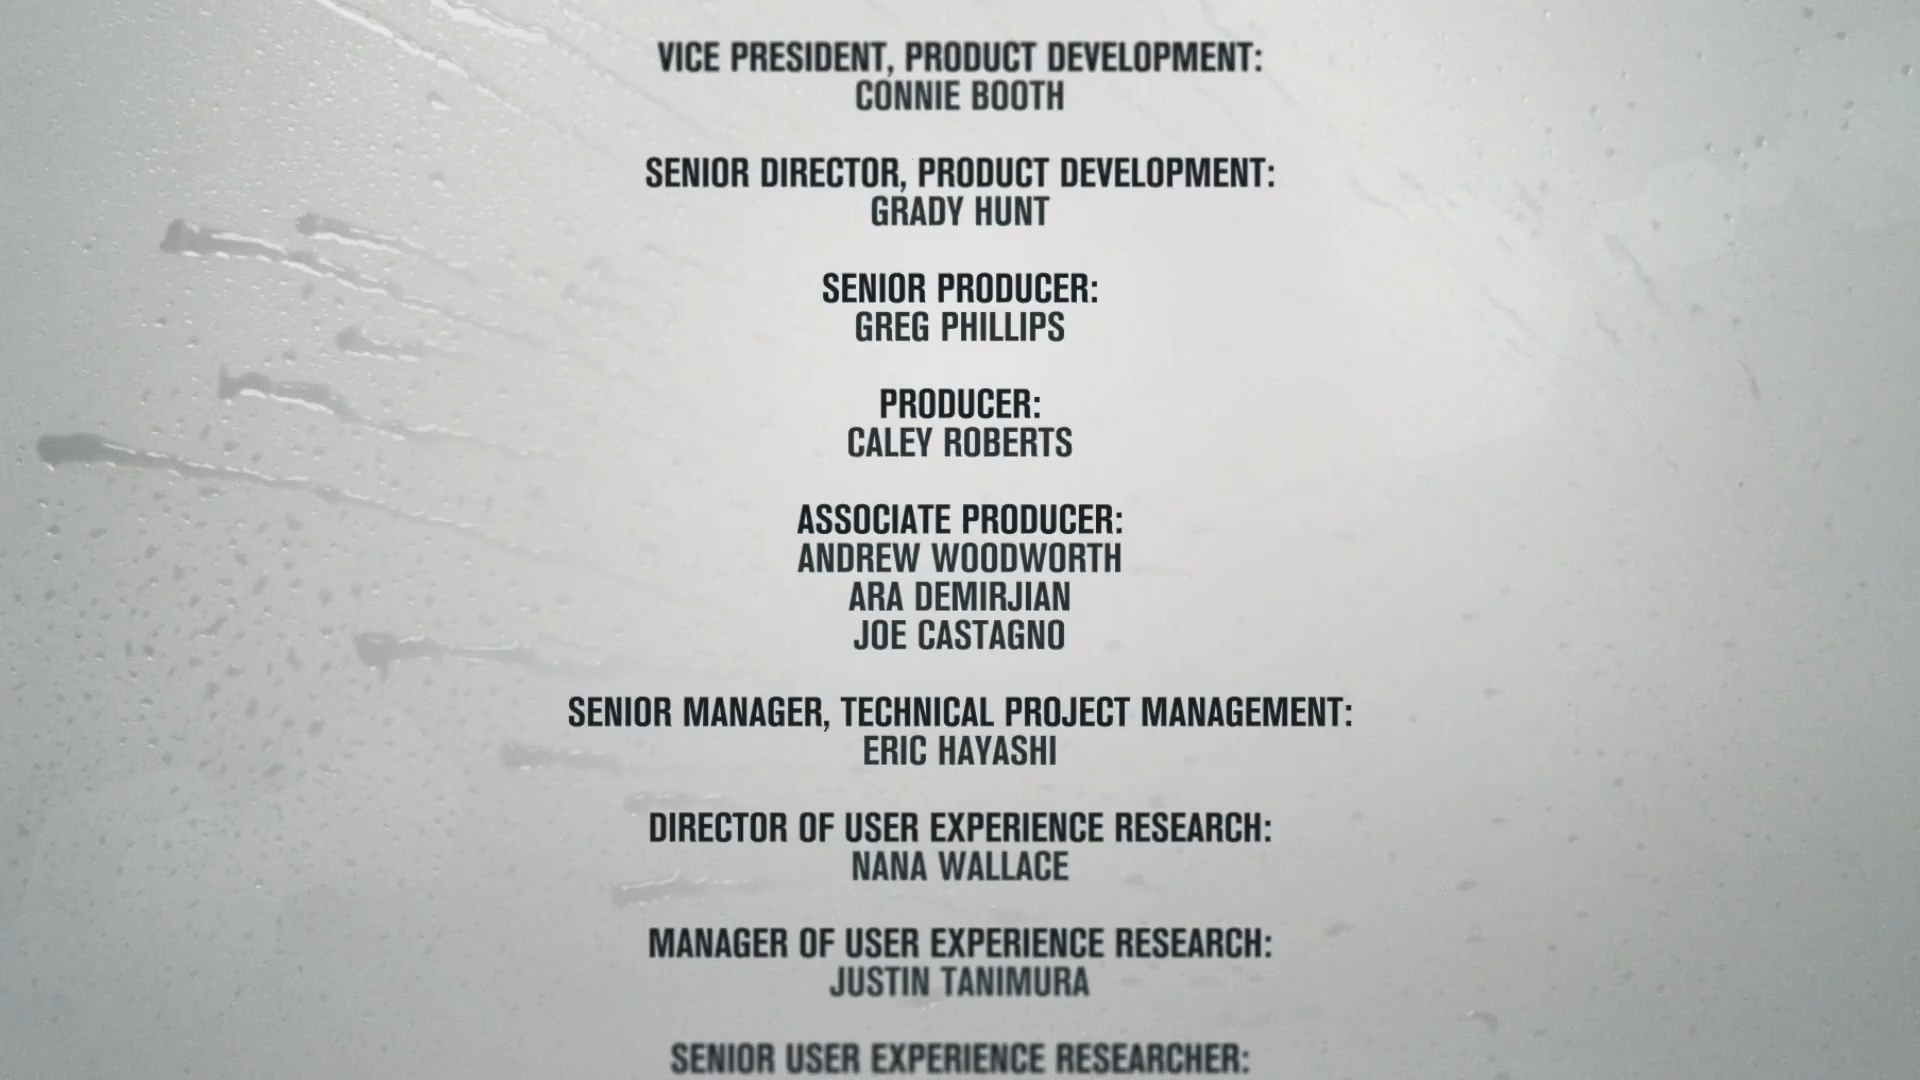 VICE PRESIDENT, PRODUCT DEVELOPMENT:
CONNIE BOOTH
SENIOR DIRECTOR, PRODUCT DEVELOPMENT:
GRADY HUNT
SENIOR PRODUCER:
GREG PHILLIPS
PRODUCER:
CALEY ROBERTS
ASSOCIATE PRODUCER:
ANDREW WOODWORTH
ARA DEMIRJIAN
JOE CASTAGNO
SENIOR MANAGER, TECHNICAL PROJECT MANAGEMENT:
ERIC HAYASHI
DIRECTOR OF USER EXPERIENCE RESEARCH:
NANA WALLACE
MANAGER OF USER EXPERIENCE RESEARCH:
JUSTIN TANIMURA
SENIOR USER EXPERIENCE RESEARCHER: